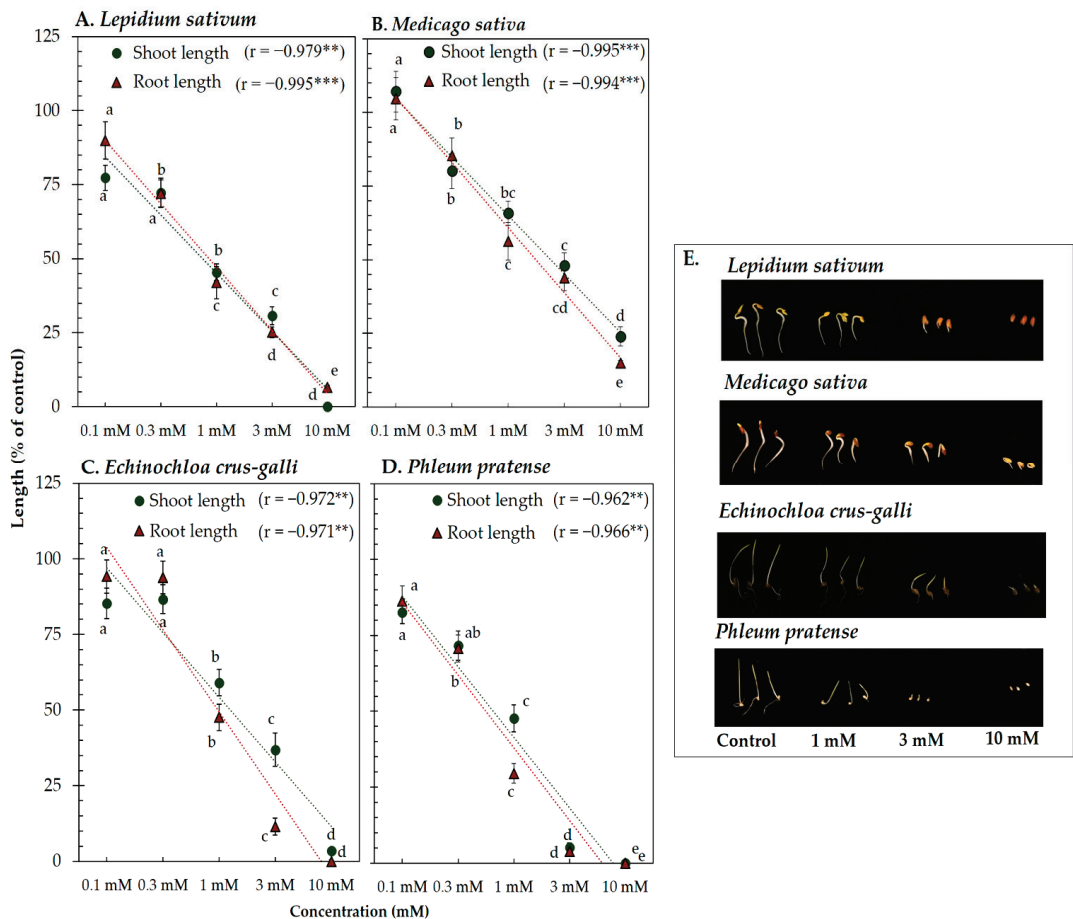 A. Lepidium sativum
Shoot length (r = −0.979**)
Root length (r = −0.995***)
B. Medicago sativa
Shoot length (r = −0.995***)
Root length (r = −0.994***)
Length (% of control)
125
100
75
50
25
0
a
a
b
a
b
c
c
d
e
d
a
a
b
b
bc
c
c
cd
d
e
0.1 mM 0.3 mM 1 mM 3 mM 10 mM
0.1 mM 0.3 mM 1 mM 3 mM 10 mM
C. Echinochloa crus-galli
Shoot length (r = −0.972**)
Root length (r = −0.971**)
D. Phleum pratense
Shoot length (r = −0.962**)
Root length (r = −0.966**)
125
100
75
50
25
0
a
a
a
a
b
b
c
c
d
d
a
a
ab
b
c
c
d
d
e
e
0.1 mM 0.3 mM 1 mM 3 mM 10 mM
0.1 mM 0.3 mM 1 mM 3 mM 10 mM
Concentration (mM)
E.
Lepidium sativum
Medicago sativa
Echinochloa crus-galli
Phleum pratense
Control 1 mM 3 mM 10 mM